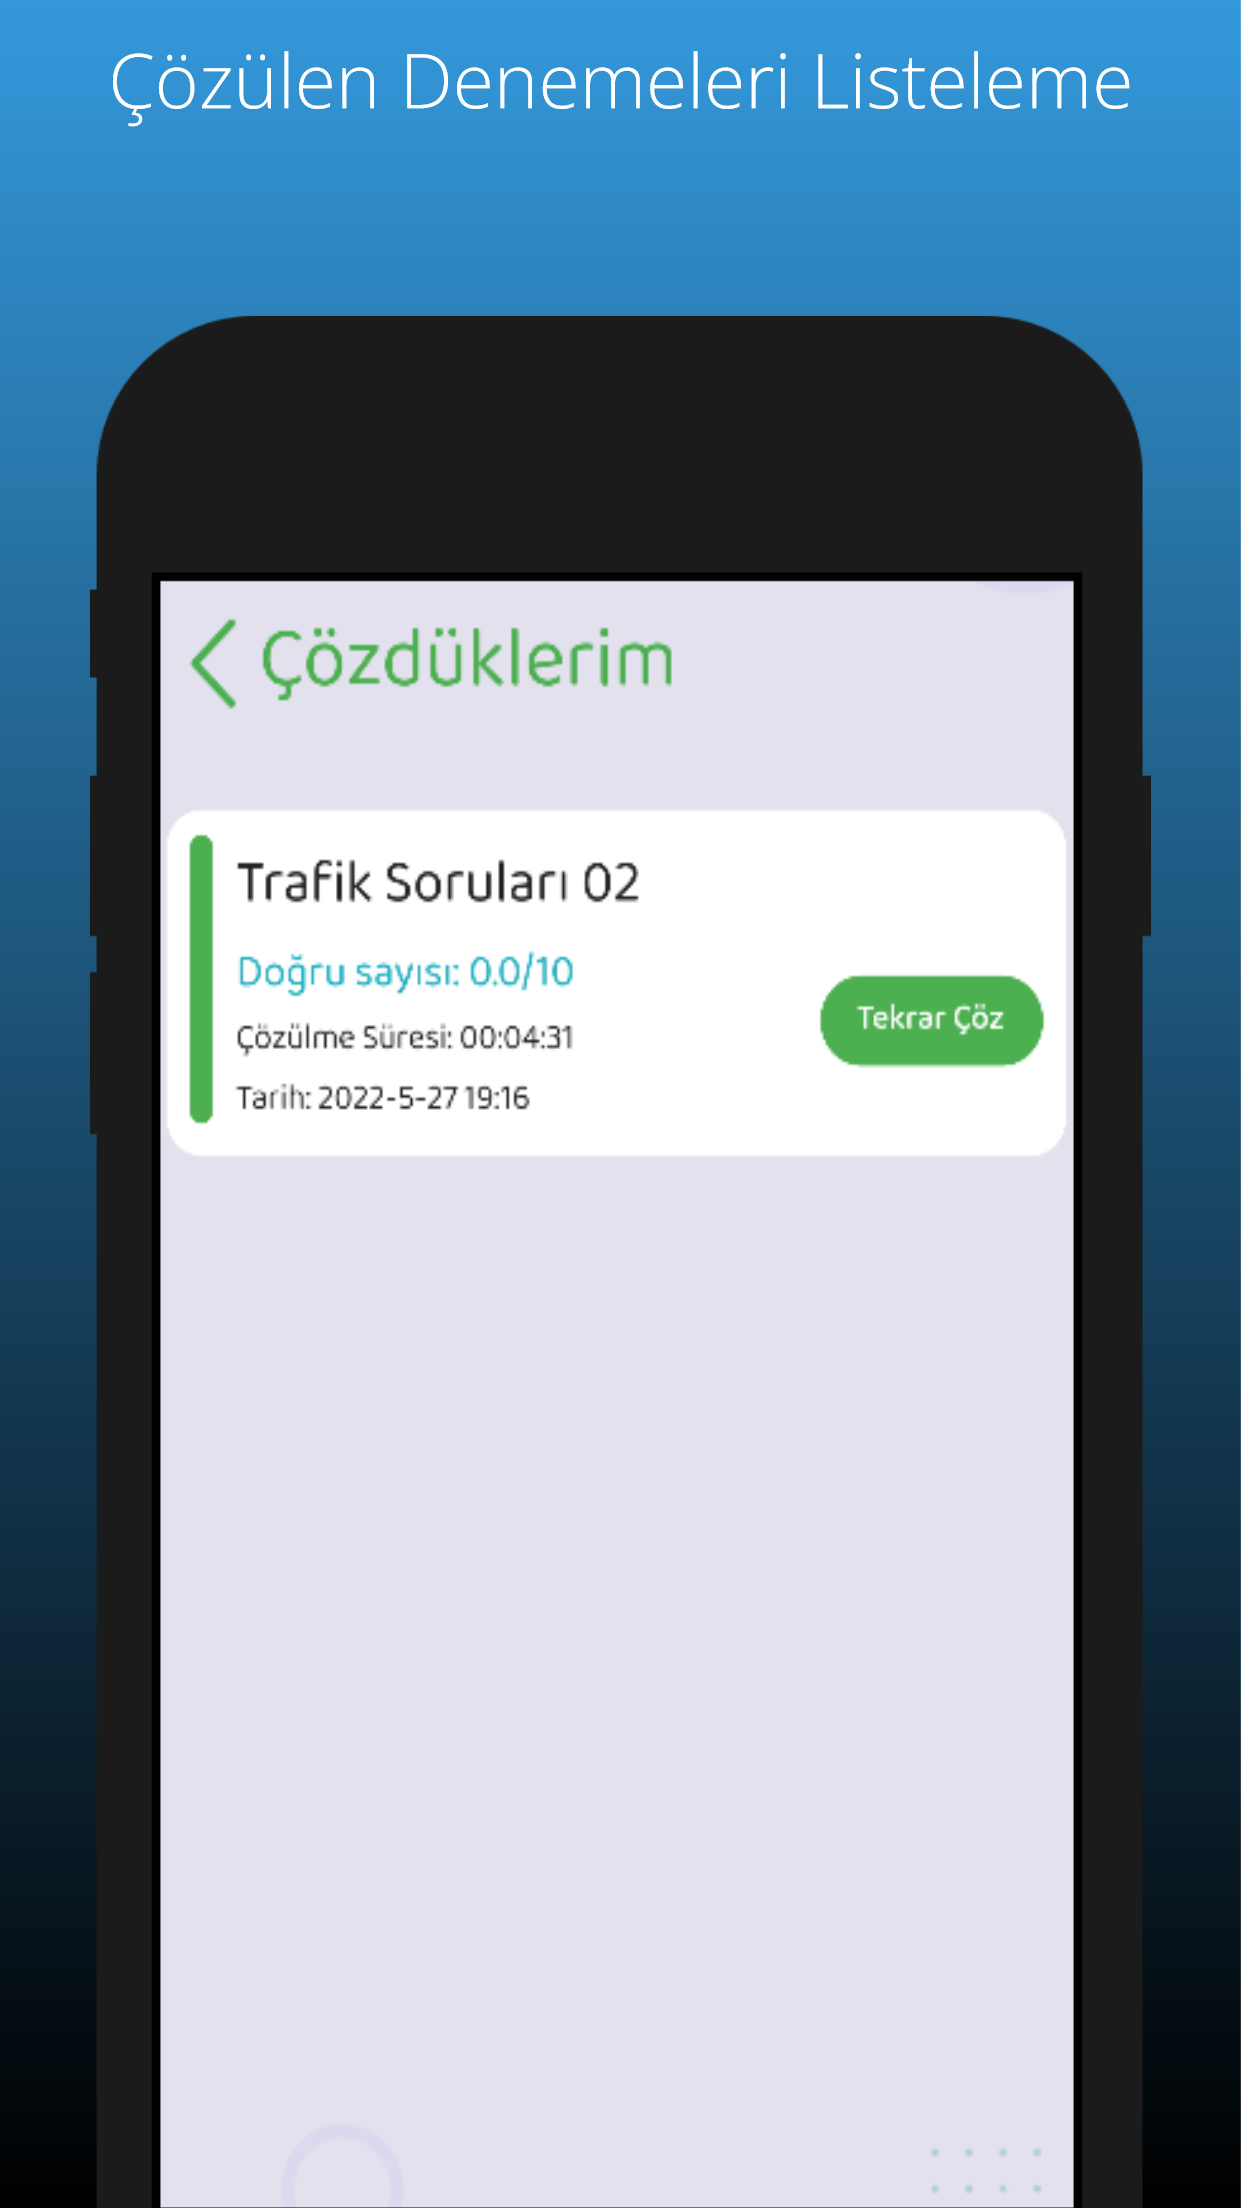 Çözülen Denemeleri Listeleme
Çözdüklerim
Trafik Soruları 02
Doğru sayısı: 0.0/10
Çözülme Süresi: 00:04:31
Tekrar Çöz
Tarih: 2022-5-27 19:16